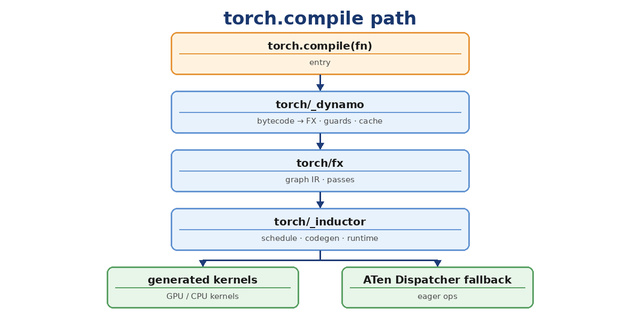 torch.compile path
torch.compile(fn)
entry
torch/_dynamo
bytecode → FX · guards · cache
torch/fx
graph IR · passes
torch/_inductor
schedule · codegen · runtime
generated kernels
GPU / CPU kernels
ATen Dispatcher fallback
eager ops